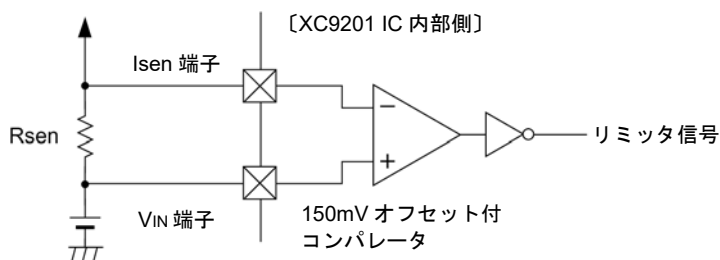 〔XC9201 IC 内部側〕
Isen 端子
Rsen
リミッタ信号
VIN 端子
150mV オフセット付
コンパレータ